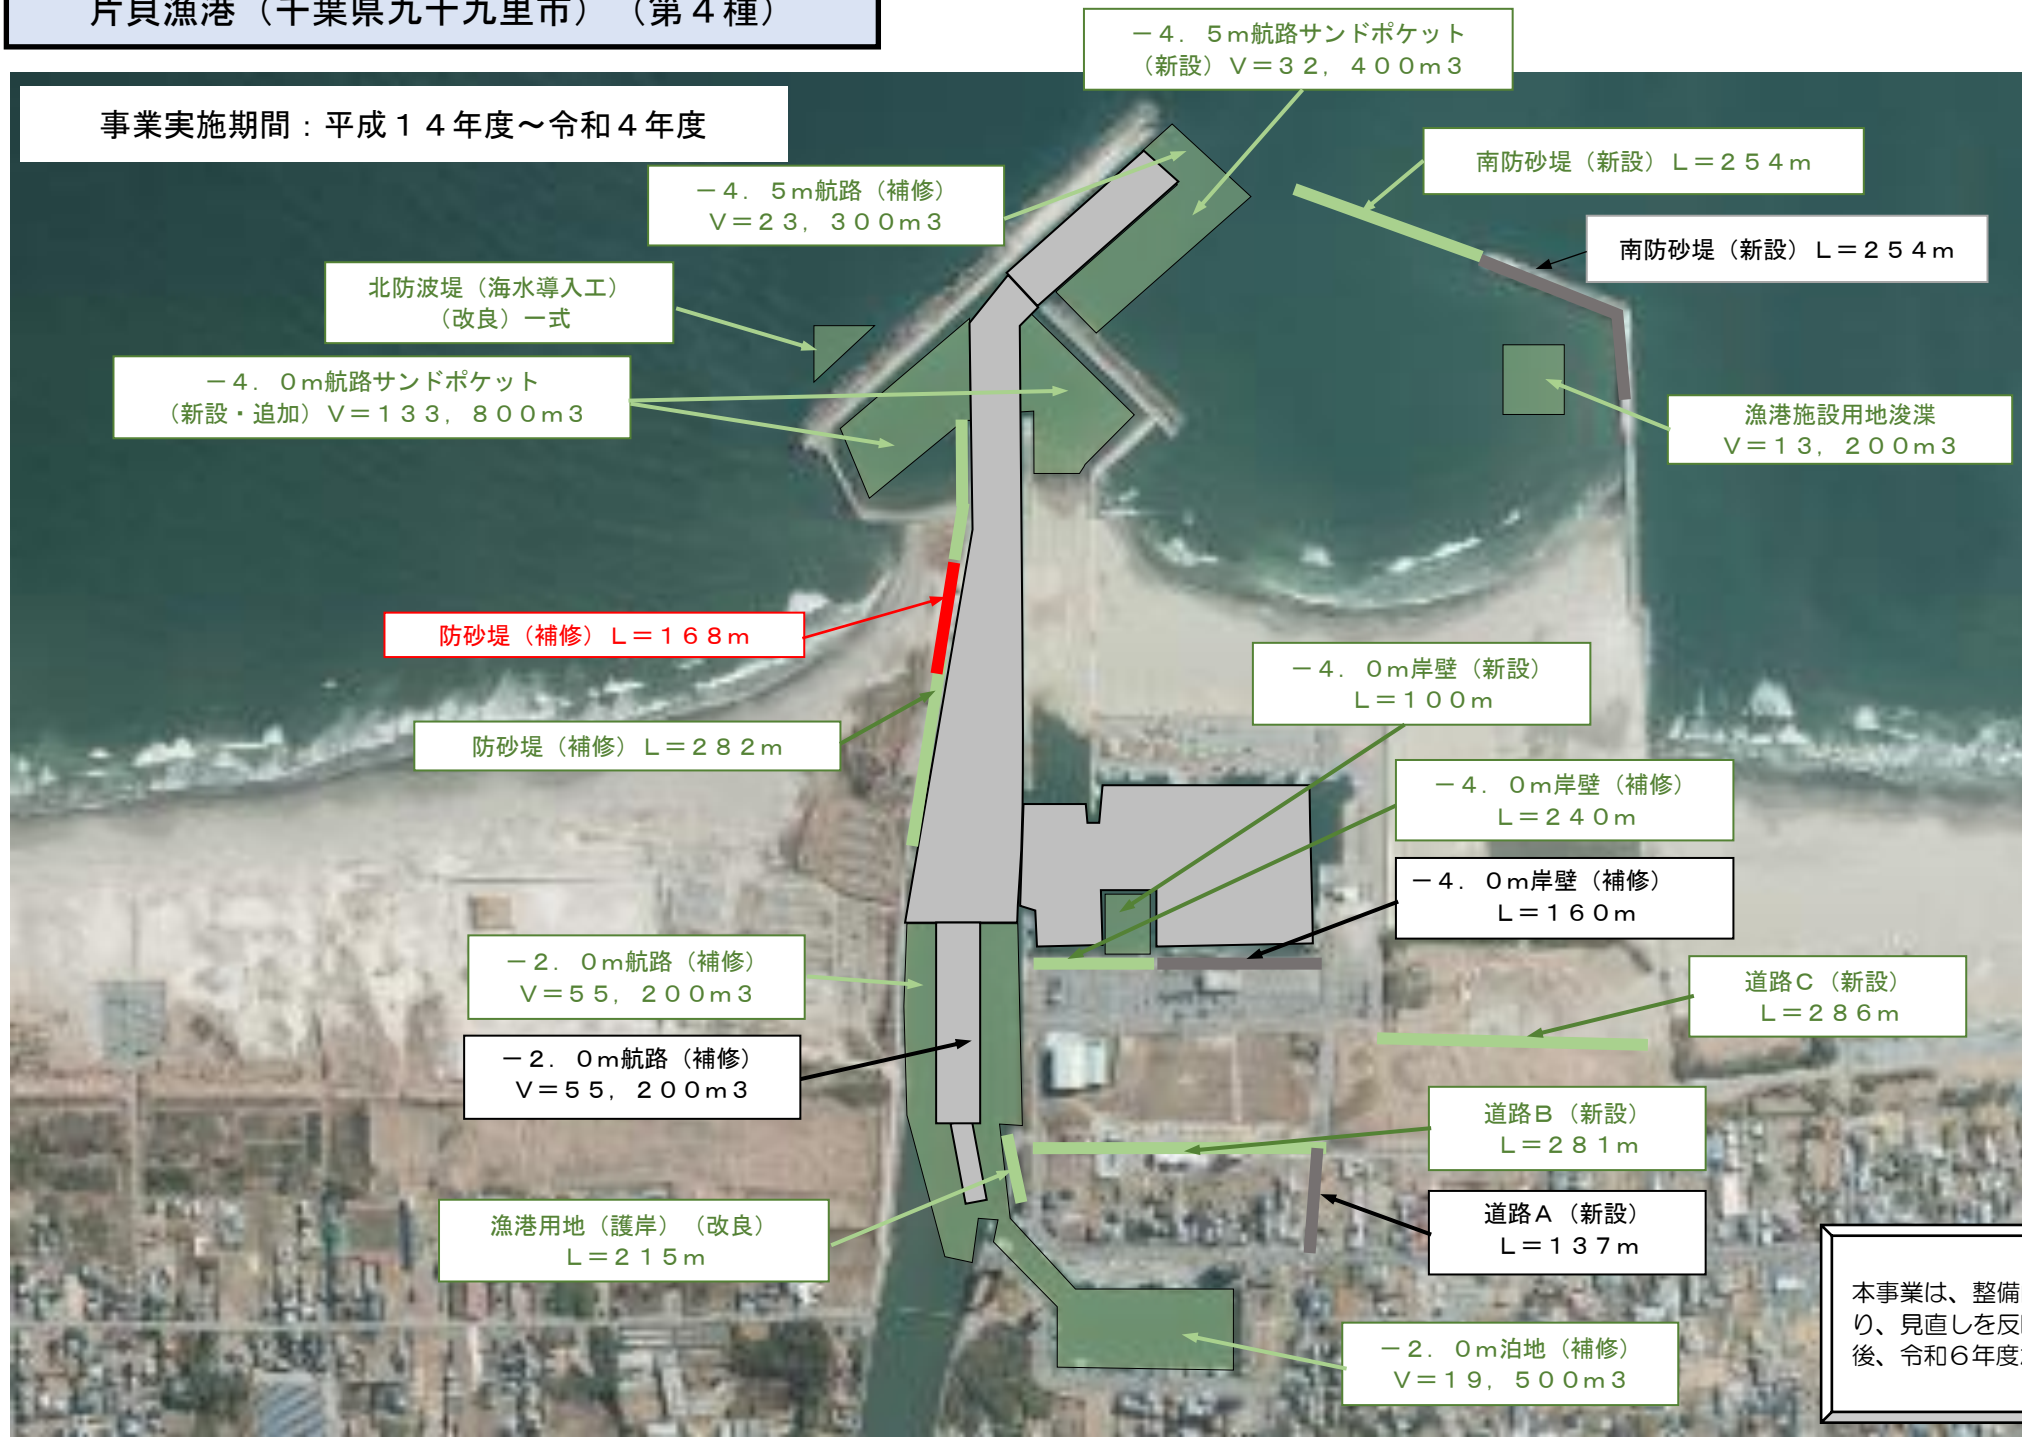 片貝漁港（千葉県九十九里市）（第４種）
事業実施期間：平成１４年度～令和４年度
－４．５ｍ航路サンドポケット
（新設）Ｖ＝３２，４００ｍ３
南防砂堤（新設）Ｌ＝２５４ｍ
－４．５ｍ航路（補修）
Ｖ＝２３，３００ｍ３
南防砂堤（新設）Ｌ＝２５４ｍ
北防波堤（海水導入工）
（改良）一式
－４．０ｍ航路サンドポケット
（新設・追加）Ｖ＝１３３，８００ｍ３
漁港施設用地浚渫
Ｖ＝１３，２００ｍ３
防砂堤（補修）Ｌ＝１６８ｍ
－４．０ｍ岸壁（新設）
Ｌ＝１００ｍ
防砂堤（補修）Ｌ＝２８２ｍ
－４．０ｍ岸壁（補修）
Ｌ＝２４０ｍ
－４．０ｍ岸壁（補修）
Ｌ＝１６０ｍ
－２．０ｍ航路（補修）
Ｖ＝５５，２００ｍ３
道路Ｃ（新設）
Ｌ＝２８６ｍ
－２．０ｍ航路（補修）
Ｖ＝５５，２００ｍ３
道路Ｂ（新設）
Ｌ＝２８１ｍ
漁港用地（護岸）（改良）
Ｌ＝２１５ｍ
道路Ａ（新設）
Ｌ＝１３７ｍ
本事業は、整備
り、見直しを反
後、令和６年度
－２．０ｍ泊地（補修）
Ｖ＝１９，５００ｍ３